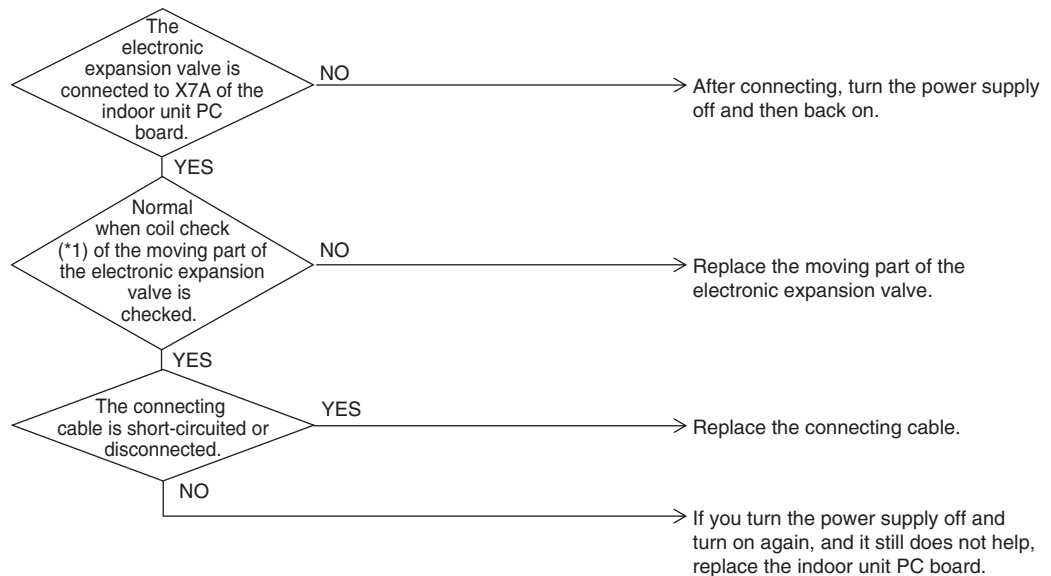 The
electronic
expansion valve is
connected to X7A of the
indoor unit PC
board.
NO
After connecting, turn the power supply
off and then back on.
YES
Normal
when coil check
(*1) of the moving part of
the electronic expansion
valve is
checked.
NO
Replace the moving part of the
electronic expansion valve.
YES
The connecting
cable is short-circuited or
disconnected.
YES
Replace the connecting cable.
NO
If you turn the power supply off and
turn on again, and it still does not help,
replace the indoor unit PC board.